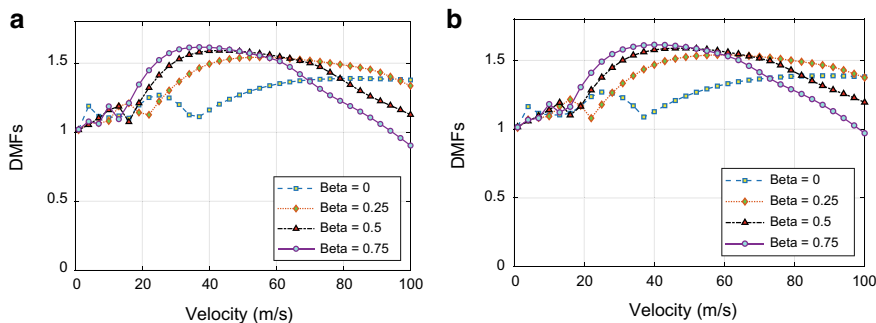 a
DMFs
1.5
1
0.5
0
0 20 40 60 80 100
Velocity (m/s)
Beta = 0
Beta = 0.25
Beta = 0.5
Beta = 0.75
b
DMFs
1.5
1
0.5
0
0 20 40 60 80 100
Velocity (m/s)
Beta = 0
Beta = 0.25
Beta = 0.5
Beta = 0.75